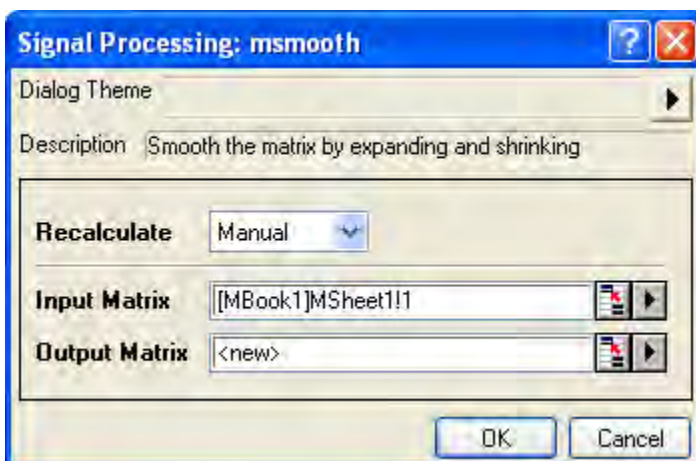 Signal Processing: msmooth
?
Dialog Theme
Description Smooth the matrix by expanding and shrinking
Recalculate Manual
Input Matrix [MBook1]MSheet1!1
Output Matrix <new>
OK Cancel